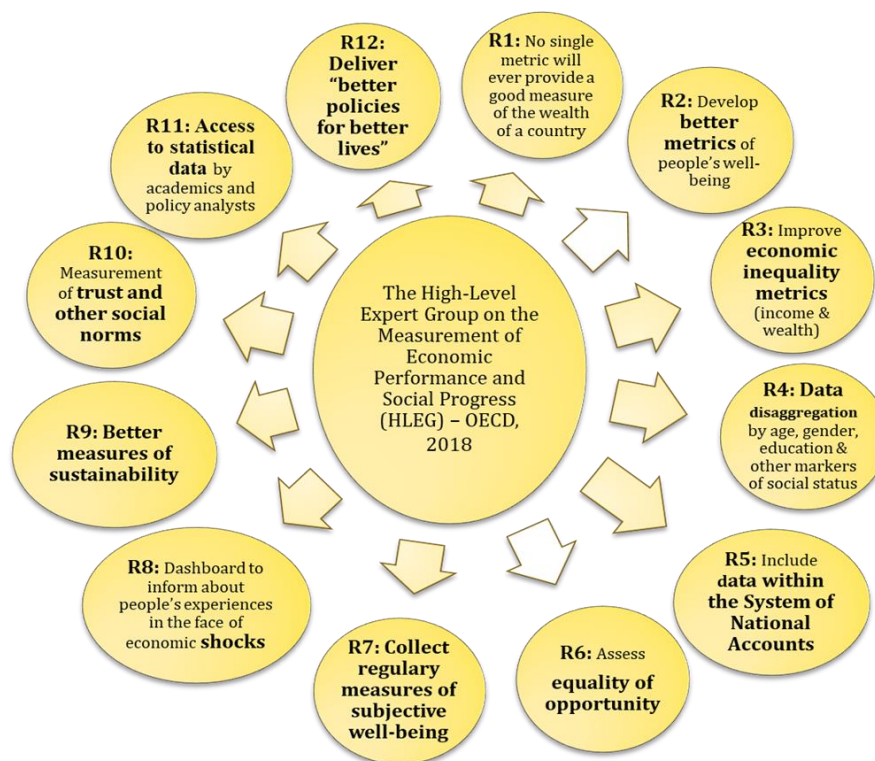 The High-Level
Expert Group on the
Measurement of
Economic
Performance and
Social Progress
(HLEG) – OECD,
2018
R1: No single
metric will
ever provide a
good measure
of the wealth
of a country
R2: Develop
better
metrics of
people's well-
being
R3: Improve
economic
inequality
metrics
(income &
wealth)
R4: Data
disaggregation
by age, gender,
education &
other markers
of social status
R5: Include
data within
the System of
National
Accounts
R6: Assess
equality of
opportunity
R7: Collect
regulary
measures of
subjective
well-being
R8: Dashboard to
inform about
people's experiences
in the face of
economic shocks
R9: Better
measures of
sustainability
R10:
Measurement
of trust and
other social
norms
R11: Access
to statistical
data by
academics and
policy analysts
R12:
Deliver
"better
policies
for better
lives"